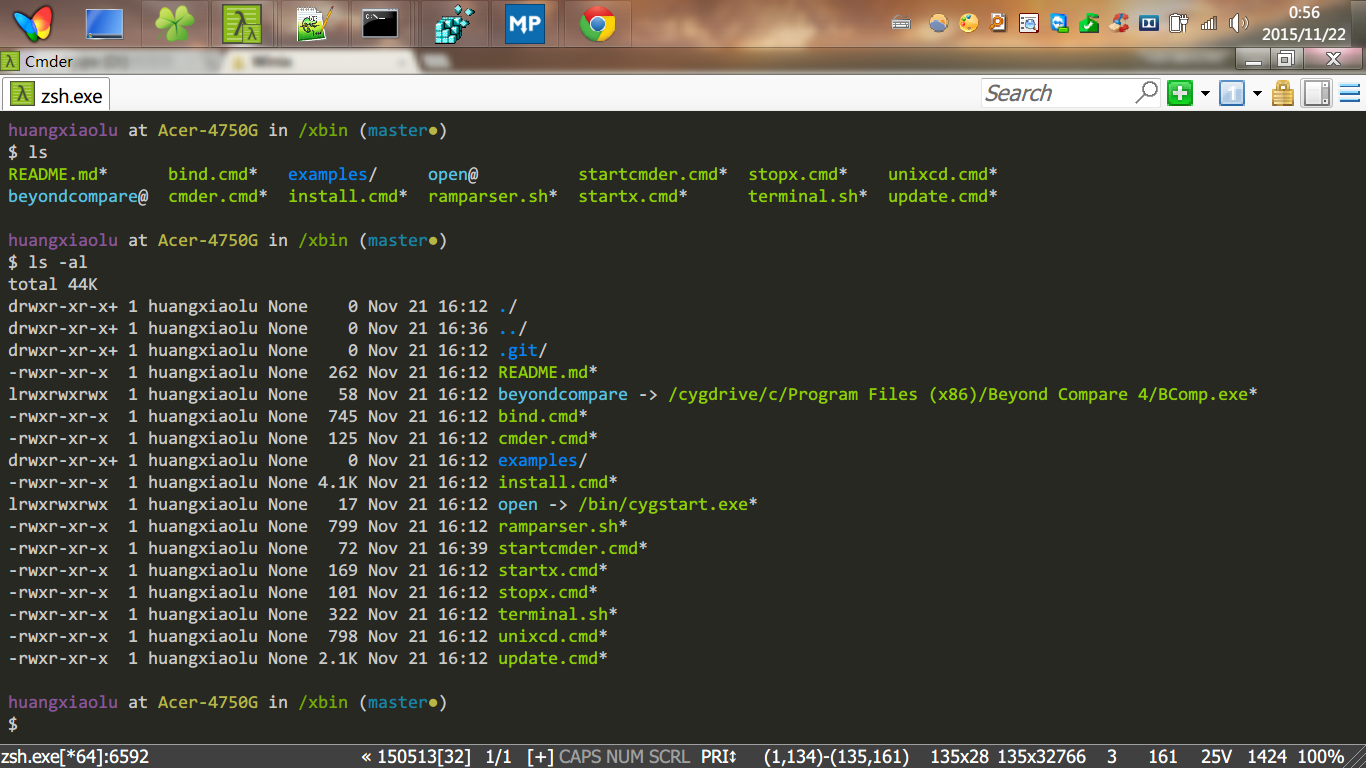 MP
0:56
2015/11/22
Cmder
zsh.exe
Search
1
huangxiaolu at Acer-4750G in /xbin (master●)
$ ls
README.md* bind.cmd* examples/ open@ startcmder.cmd* stopx.cmd* unixcd.cmd*
beyondcompare@ cmder.cmd* install.cmd* ramparser.sh* startx.cmd* terminal.sh* update.cmd*
huangxiaolu at Acer-4750G in /xbin (master●)
$ ls -al
total 44K
drwxr-xr-x+ 1 huangxiaolu None 0 Nov 21 16:12 ./
drwxr-xr-x+ 1 huangxiaolu None 0 Nov 21 16:36 ../
drwxr-xr-x+ 1 huangxiaolu None 0 Nov 21 16:12 .git/
-rwxr-xr-x 1 huangxiaolu None 262 Nov 21 16:12 README.md*
lrwxrwxrwx 1 huangxiaolu None 58 Nov 21 16:12 beyondcompare -> /cygdrive/c/Program Files (x86)/Beyond Compare 4/BComp.exe*
-rwxr-xr-x 1 huangxiaolu None 745 Nov 21 16:12 bind.cmd*
-rwxr-xr-x 1 huangxiaolu None 125 Nov 21 16:12 cmder.cmd*
drwxr-xr-x+ 1 huangxiaolu None 0 Nov 21 16:12 examples/
-rwxr-xr-x 1 huangxiaolu None 4.1K Nov 21 16:12 install.cmd*
lrwxrwxrwx 1 huangxiaolu None 17 Nov 21 16:12 open -> /bin/cygstart.exe*
-rwxr-xr-x 1 huangxiaolu None 799 Nov 21 16:12 ramparser.sh*
-rwxr-xr-x 1 huangxiaolu None 72 Nov 21 16:39 startcmder.cmd*
-rwxr-xr-x 1 huangxiaolu None 169 Nov 21 16:12 startx.cmd*
-rwxr-xr-x 1 huangxiaolu None 101 Nov 21 16:12 stopx.cmd*
-rwxr-xr-x 1 huangxiaolu None 322 Nov 21 16:12 terminal.sh*
-rwxr-xr-x 1 huangxiaolu None 798 Nov 21 16:12 unixcd.cmd*
-rwxr-xr-x 1 huangxiaolu None 2.1K Nov 21 16:12 update.cmd*
huangxiaolu at Acer-4750G in /xbin (master●)
$
zsh.exe[*64]:6592 « 150513[32] 1/1 [+] CAPS NUM SCRL PRI↕ (1,134)-(135,161) 135x28 135x32766 3 161 25V 1424 100%